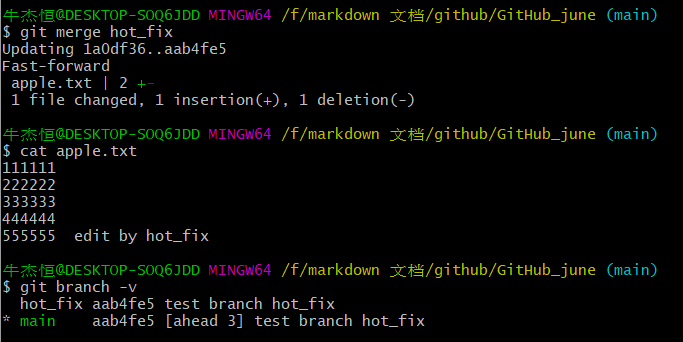 牛杰恒@DESKTOP-SOQ6JDD MINGW64 /f/markdown 文档/github/GitHub_june (main)
$ git merge hot_fix
Updating 1a0df36..aab4fe5
Fast-forward
 apple.txt | 2 +-
 1 file changed, 1 insertion(+), 1 deletion(-)
牛杰恒@DESKTOP-SOQ6JDD MINGW64 /f/markdown 文档/github/GitHub_june (main)
$ cat apple.txt
111111
222222
333333
444444
555555  edit by hot_fix
牛杰恒@DESKTOP-SOQ6JDD MINGW64 /f/markdown 文档/github/GitHub_june (main)
$ git branch -v
  hot_fix aab4fe5 test branch hot_fix
* main    aab4fe5 [ahead 3] test branch hot_fix